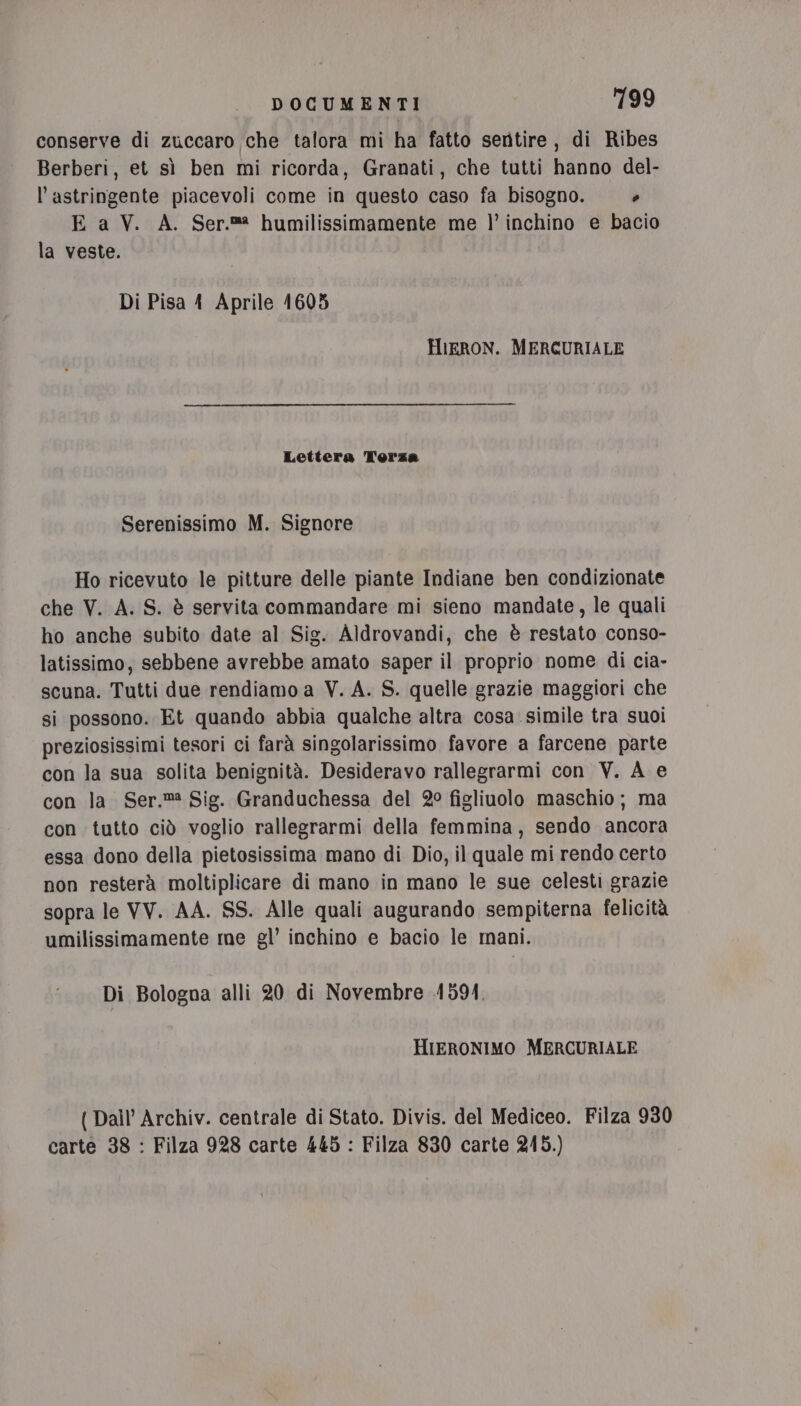 DOCUMENTI 799
conserve di zuccaro che talora mi ha fatto sentire, di Ribes
Berberi, et sì ben mi ricorda, Granati, che tutti hanno del-
l'astringente piacevoli come in questo caso fa bisogno.
E a V. A. Ser.ᵐᵃ humilissimamente me l'inchino e bacio
la veste.
Di Pisa 1 Aprile 1605
HIERON. MERCURIALE
Lettera Terza
Serenissimo M. Signore
Ho ricevuto le pitture delle piante Indiane ben condizionate
che V. A. S. è servita commandare mi sieno mandate, le quali
ho anche subito date al Sig. Aldrovandi, che è restato conso-
latissimo, sebbene avrebbe amato saper il proprio nome di cia-
scuna. Tutti due rendiamo a V. A. S. quelle grazie maggiori che
si possono. Et quando abbia qualche altra cosa simile tra suoi
preziosissimi tesori ci farà singolarissimo favore a farcene parte
con la sua solita benignità. Desideravo rallegrarmi con V. A e
con la Ser.ᵐᵃ Sig. Granduchessa del 2º figliuolo maschio; ma
con tutto ciò voglio rallegrarmi della femmina, sendo ancora
essa dono della pietosissima mano di Dio, il quale mi rendo certo
non resterà moltiplicare di mano in mano le sue celesti grazie
sopra le VV. AA. SS. Alle quali augurando sempiterna felicità
umilissimamente me gl' inchino e bacio le mani.
Di Bologna alli 20 di Novembre 1591.
HIERONIMO MERCURIALE
(Dall' Archiv. centrale di Stato. Divis. del Mediceo. Filza 930
carte 38 : Filza 928 carte 445 : Filza 830 carte 215.)